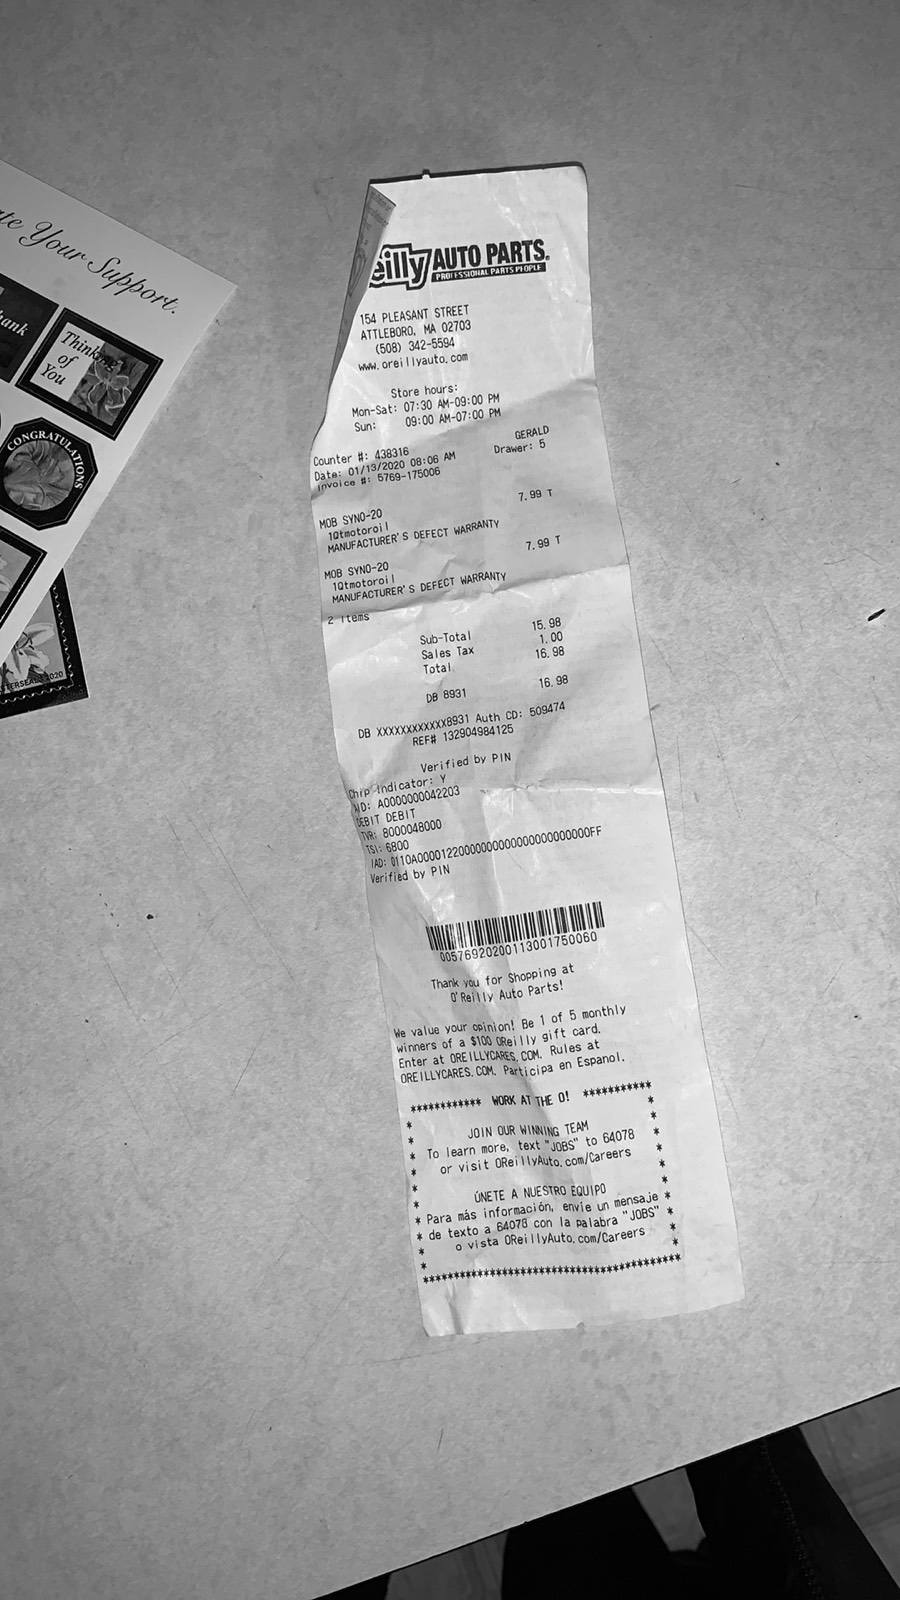 te Your Support.
hank
Thinking
of
You
CONGRATULATIONS
2020
eilly AUTO PARTS.
PROFESSIONAL PARTS PEOPLE
154 PLEASANT STREET
ATTLEBORO, MA 02703
(508) 342-5594
www.oreillyauto.com
Store hours:
Mon-Sat: 07:30 AM-09:00 PM
Sun: 09:00 AM-07:00 PM
Counter #: 438316 GERALD
Date: 01/13/2020 08:06 AM Drawer: 5
Invoice #: 5769-175006
MOB SYN0-20 7.99 T
1Qtmotoroil
MANUFACTURER'S DEFECT WARRANTY
MOB SYN0-20 7.99 T
1Qtmotoroil
MANUFACTURER'S DEFECT WARRANTY
2 Items
Sub-Total 15.98
Sales Tax 1.00
Total 16.98
DB 8931 16.98
DB XXXXXXXXXXXX8931 Auth CD: 509474
REF# 132904984125
Verified by PIN
Chip Indicator: Y
AID: A0000000042203
DEBIT DEBIT
TVR: 8000048000
TSI: 6800
IAD:
Verified by PIN
00576920200113001750060
Thank you for Shopping at
O'Reilly Auto Parts!
We value your opinion! Be 1 of 5 monthly
winners of a $100 OReilly gift card.
Enter at OREILLYCARES.COM. Rules at
OREILLYCARES.COM. Participa en Espanol.
*********** WORK AT THE O! ***********
JOIN OUR WINNING TEAM
To learn more, text "JOBS" to 64078
or visit OReillyAuto.com/Careers
ÚNETE A NUESTRO EQUIPO
Para más información, envíe un mensaje
de texto a 64078 con la palabra "JOBS"
o vista OReillyAuto.com/Careers